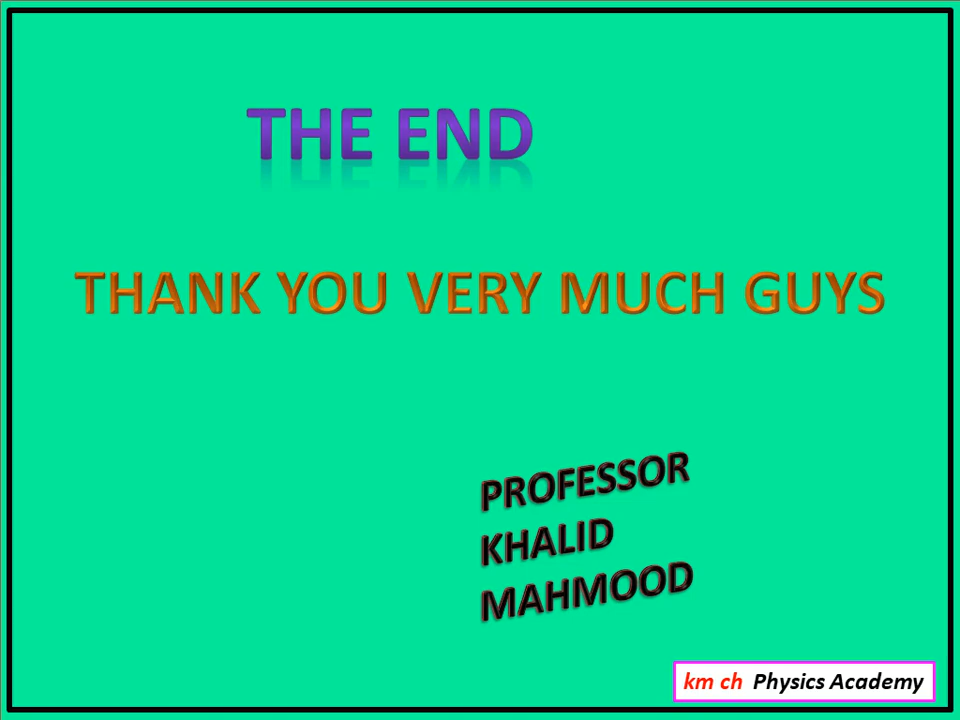 THE END
THANK YOU VERY MUCH GUYS
PROFESSOR
KHALID
MAHMOOD
km ch Physics Academy